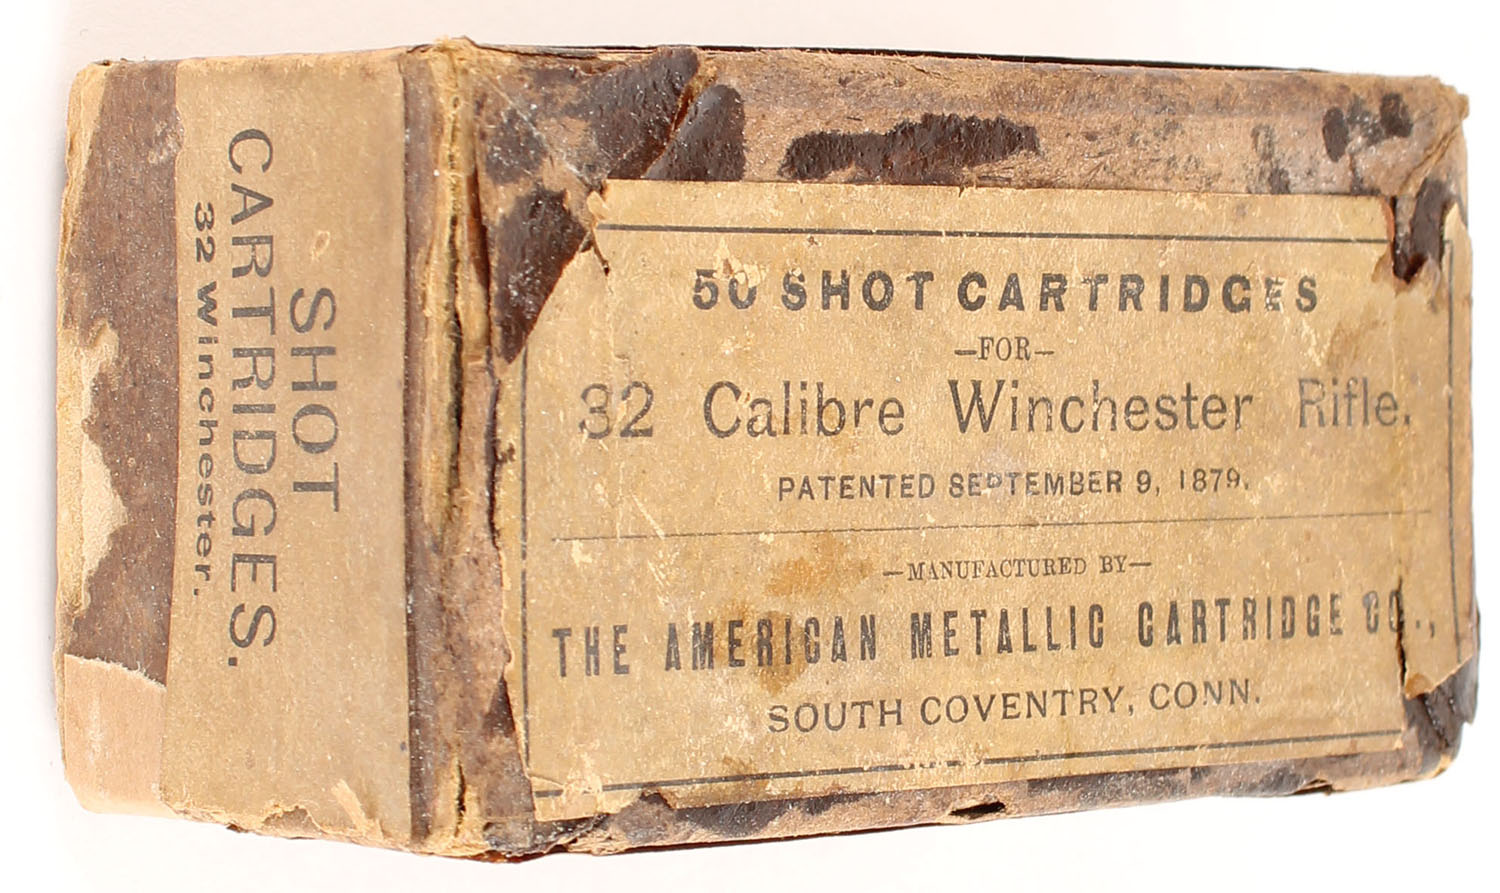 SHOT
CARTRIDGES.
32 Winchester.
50 SHOT CARTRIDGES
—FOR—
32 Calibre Winchester Rifle.
PATENTED SEPTEMBER 9, 1879.
—MANUFACTURED BY—
THE AMERICAN METALLIC CARTRIDGE CO.,
SOUTH COVENTRY, CONN.